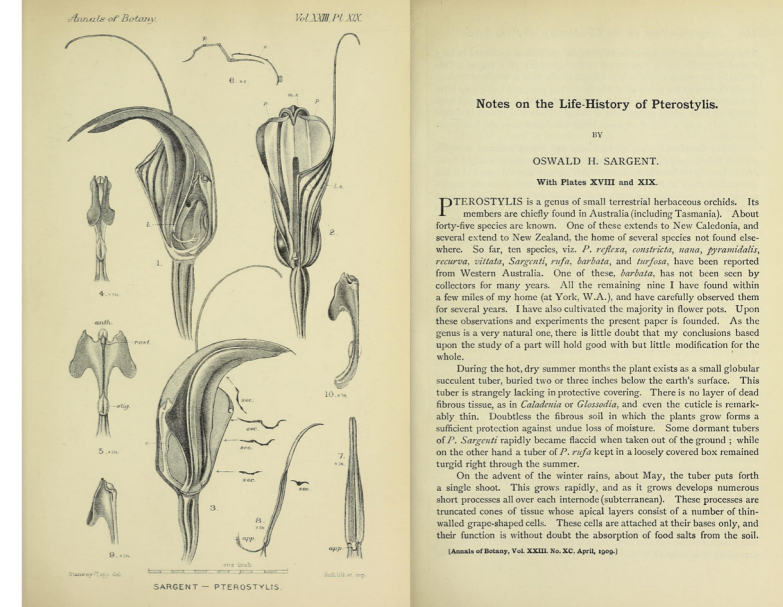 Annals of Botany.
Vol. XXIII, Pl. XIX.
6.
m.s.
p.
p.
l.s.
l.
1.
2.
4.
anth.
rost.
stig.
5.
10.
sec.
sec.
sec.
sec.
sec.
3.
7.
8.
app.
app
9.
one inch
SARGENT — PTEROSTYLIS.
Notes on the Life-History of Pterostylis.
BY
OSWALD H. SARGENT.
With Plates XVIII and XIX.
PTEROSTYLIS is a genus of small terrestrial herbaceous orchids. Its
members are chiefly found in Australia (including Tasmania). About
forty-five species are known. One of these extends to New Caledonia, and
several extend to New Zealand, the home of several species not found else-
where. So far, ten species, viz. P. reflexa, constricta, nana, pyramidalis,
recurva, vittata, Sargenti, rufa, barbata, and turfosa, have been reported
from Western Australia. One of these, barbata, has not been seen by
collectors for many years. All the remaining nine I have found within
a few miles of my home (at York, W.A.), and have carefully observed them
for several years. I have also cultivated the majority in flower pots. Upon
these observations and experiments the present paper is founded. As the
genus is a very natural one, there is little doubt that my conclusions based
upon the study of a part will hold good with but little modification for the
whole.
During the hot, dry summer months the plant exists as a small globular
succulent tuber, buried two or three inches below the earth's surface. This
tuber is strangely lacking in protective covering. There is no layer of dead
fibrous tissue, as in Caladenia or Glossodia, and even the cuticle is remark-
ably thin. Doubtless the fibrous soil in which the plants grow forms a
sufficient protection against undue loss of moisture. Some dormant tubers
of P. Sargenti rapidly became flaccid when taken out of the ground ; while
on the other hand a tuber of P. rufa kept in a loosely covered box remained
turgid right through the summer.
On the advent of the winter rains, about May, the tuber puts forth
a single shoot. This grows rapidly, and as it grows develops numerous
short processes all over each internode (subterranean). These processes are
truncated cones of tissue whose apical layers consist of a number of thin-
walled grape-shaped cells. These cells are attached at their bases only, and
their function is without doubt the absorption of food salts from the soil.
[Annals of Botany, Vol. XXIII. No. XC. April, 1909.]